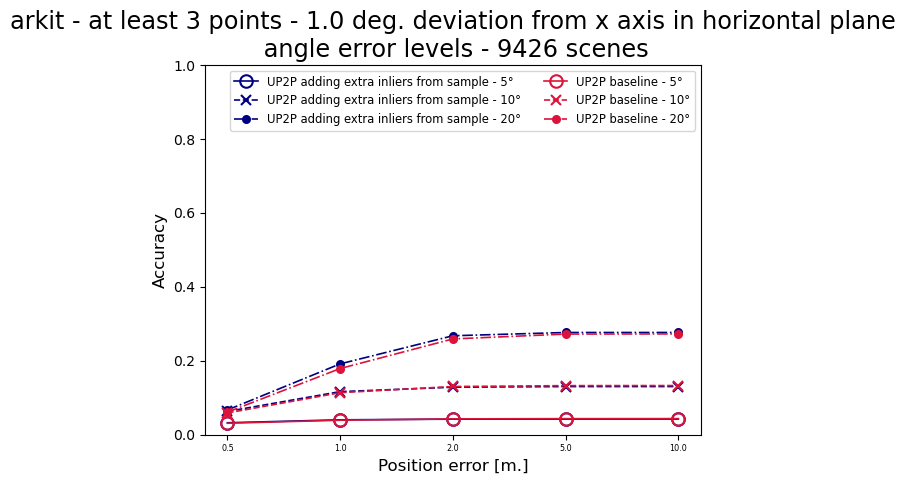 arkit - at least 3 points - 1.0 deg. deviation from x axis in horizontal plane
angle error levels - 9426 scenes
UP2P adding extra inliers from sample - 5°
UP2P adding extra inliers from sample - 10°
UP2P adding extra inliers from sample - 20°
UP2P baseline - 5°
UP2P baseline - 10°
UP2P baseline - 20°
1.0
0.8
0.6
0.4
0.2
0.0
Accuracy
0.5 1.0 2.0 5.0 10.0
Position error [m.]